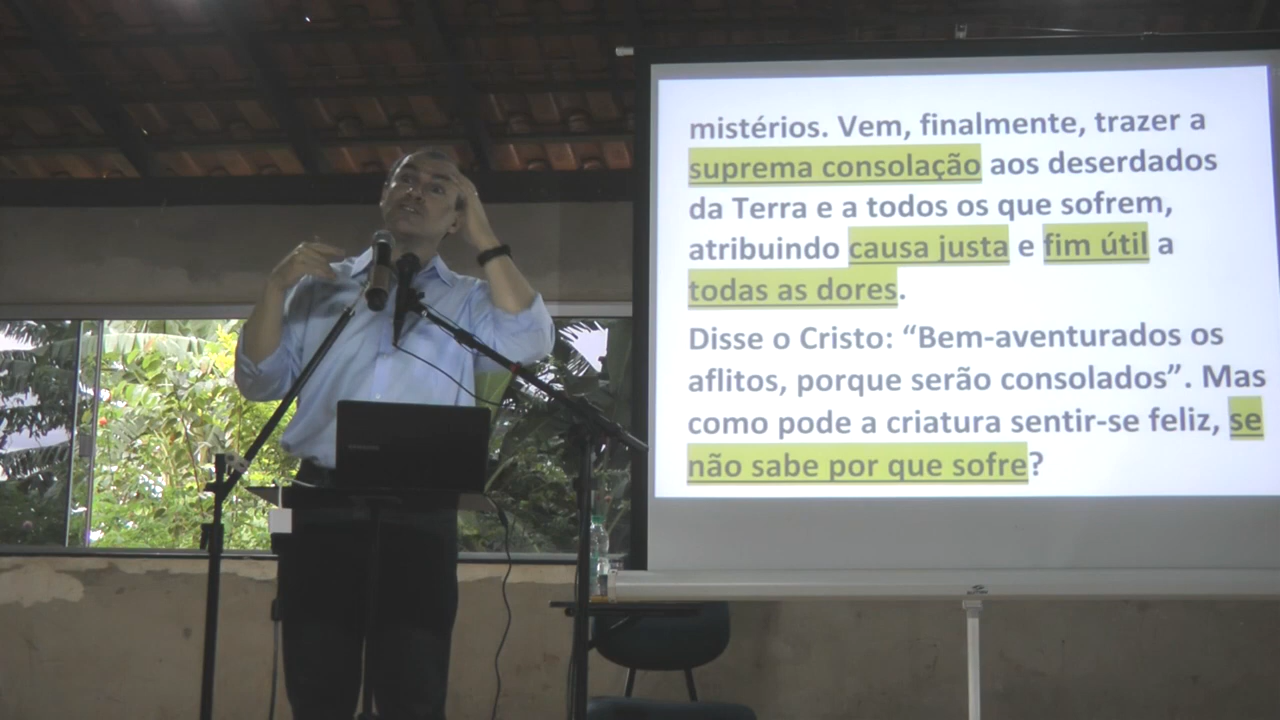 mistérios. Vem, finalmente, trazer a
suprema consolação aos deserdados
da Terra e a todos os que sofrem,
atribuindo causa justa e fim útil a
todas as dores.
Disse o Cristo: “Bem-aventurados os
aflitos, porque serão consolados”. Mas
como pode a criatura sentir-se feliz, se
não sabe por que sofre?